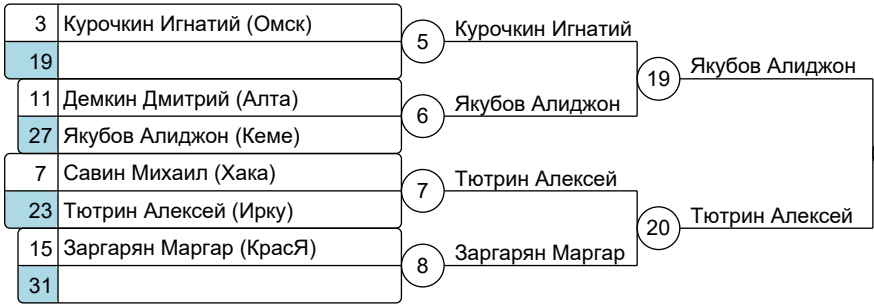 3 Курочкин Игнатий (Омск)
19
11 Демкин Дмитрий (Алта)
27 Якубов Алиджон (Кеме)
7 Савин Михаил (Хака)
23 Тютрин Алексей (Ирку)
15 Заргарян Маргар (КрасЯ)
31
5 Курочкин Игнатий
6 Якубов Алиджон
7 Тютрин Алексей
8 Заргарян Маргар
19 Якубов Алиджон
20 Тютрин Алексей